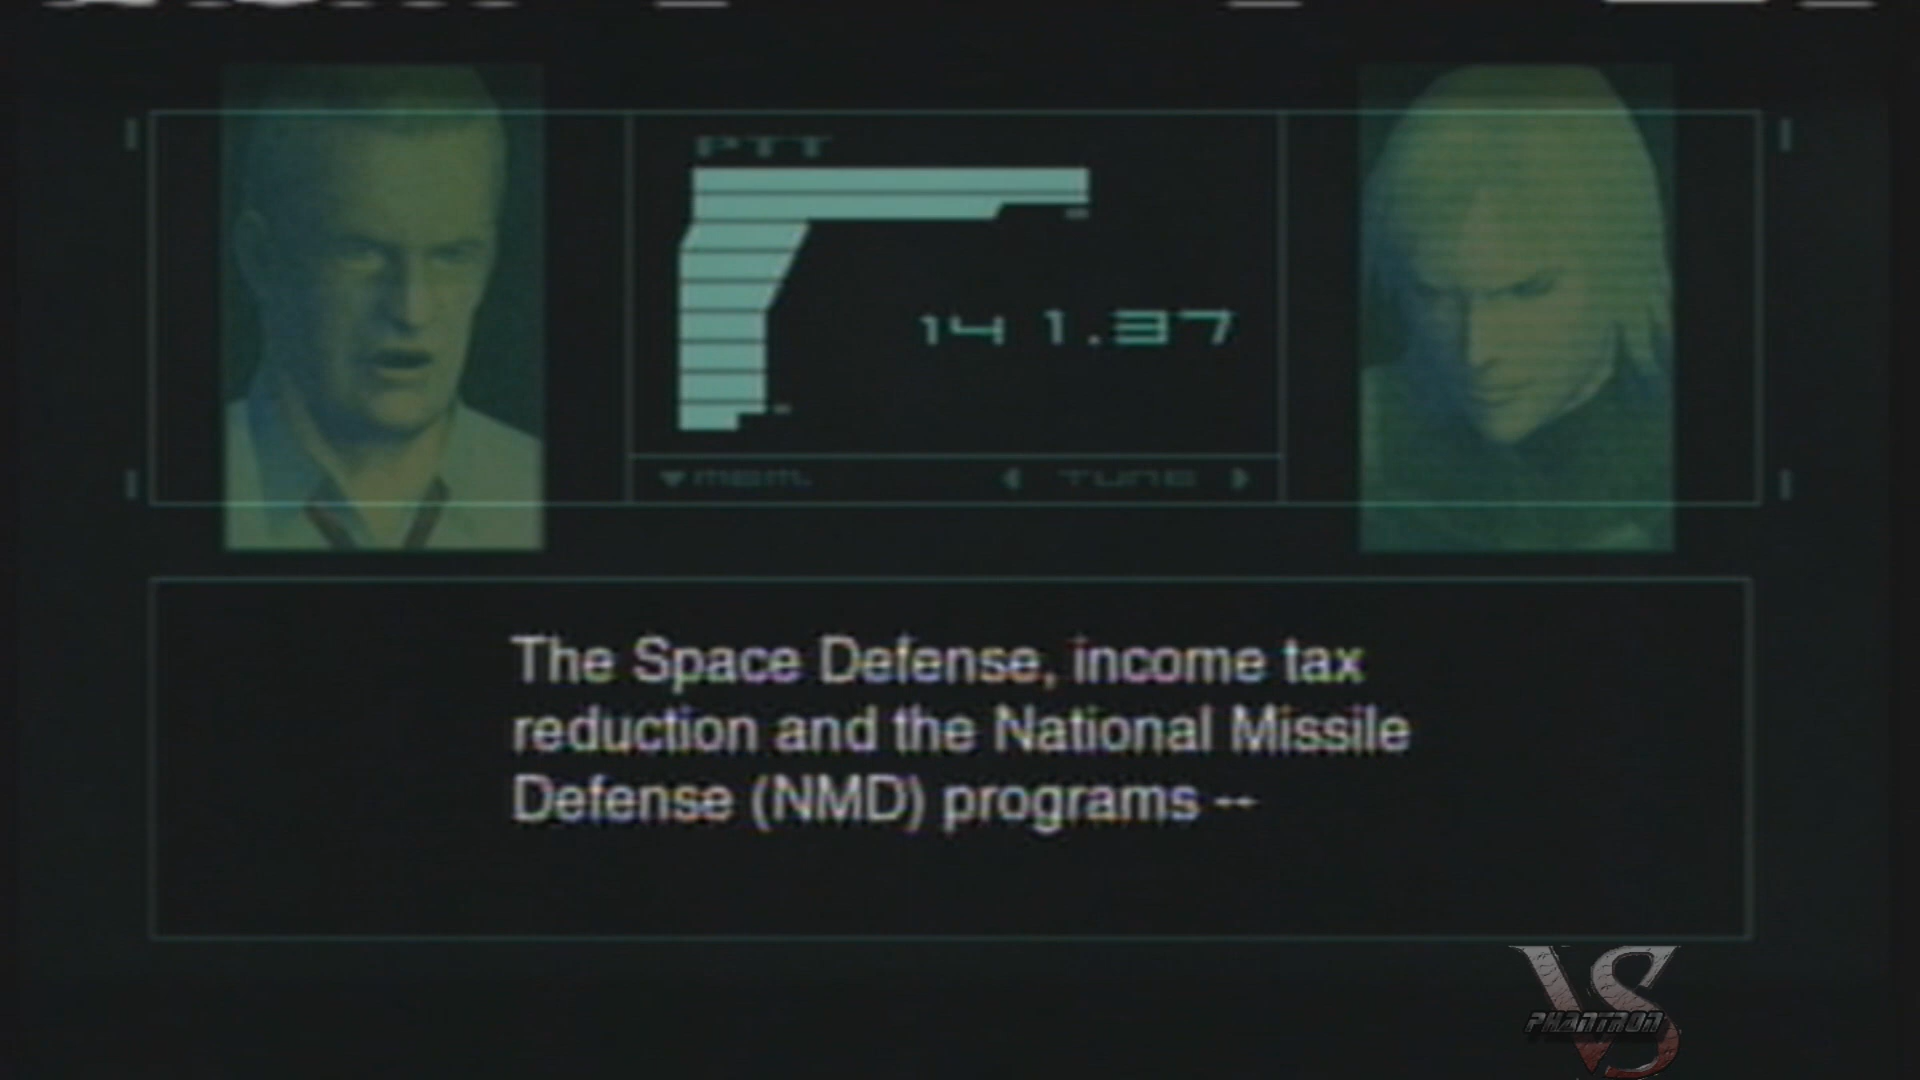 PTT
141.37
MEM.
TUNE
The Space Defense, income tax
reduction and the National Missile
Defense (NMD) programs --
VS
PHANTRON